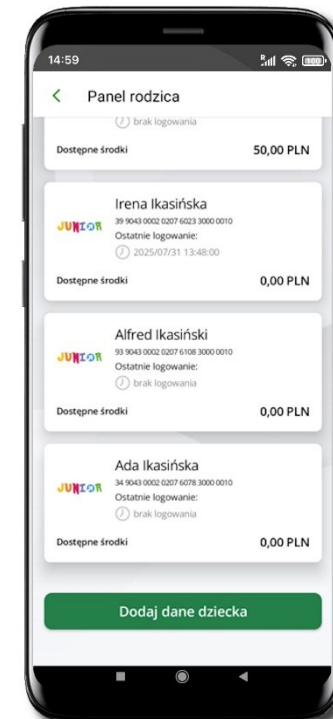 14:59
Panel rodzica
brak logowania
Dostępne środki 50,00 PLN
Irena Ikasińska
JUNIOR
39 9043 0002 0207 6023 3000 0010
Ostatnie logowanie:
2025/07/31 13:48:00
Dostępne środki 0,00 PLN
Alfred Ikasiński
JUNIOR
93 9043 0002 0207 6108 3000 0010
Ostatnie logowanie:
brak logowania
Dostępne środki 0,00 PLN
Ada Ikasińska
JUNIOR
34 9043 0002 0207 6078 3000 0010
Ostatnie logowanie:
brak logowania
Dostępne środki 0,00 PLN
Dodaj dane dziecka